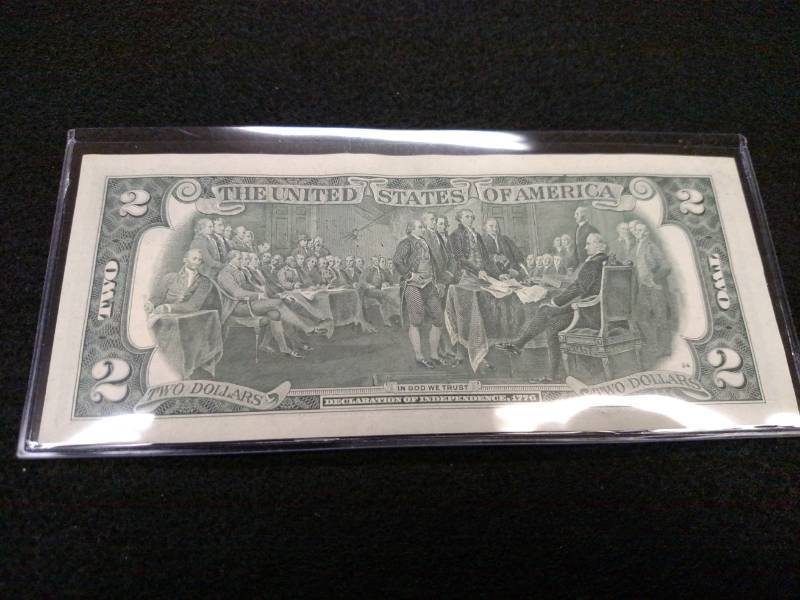 2 THE UNITED STATES OF AMERICA 2
TWO
TWO
2 TWO DOLLARS IN GOD WE TRUST TWO DOLLARS 2
DECLARATION OF INDEPENDENCE, 1776